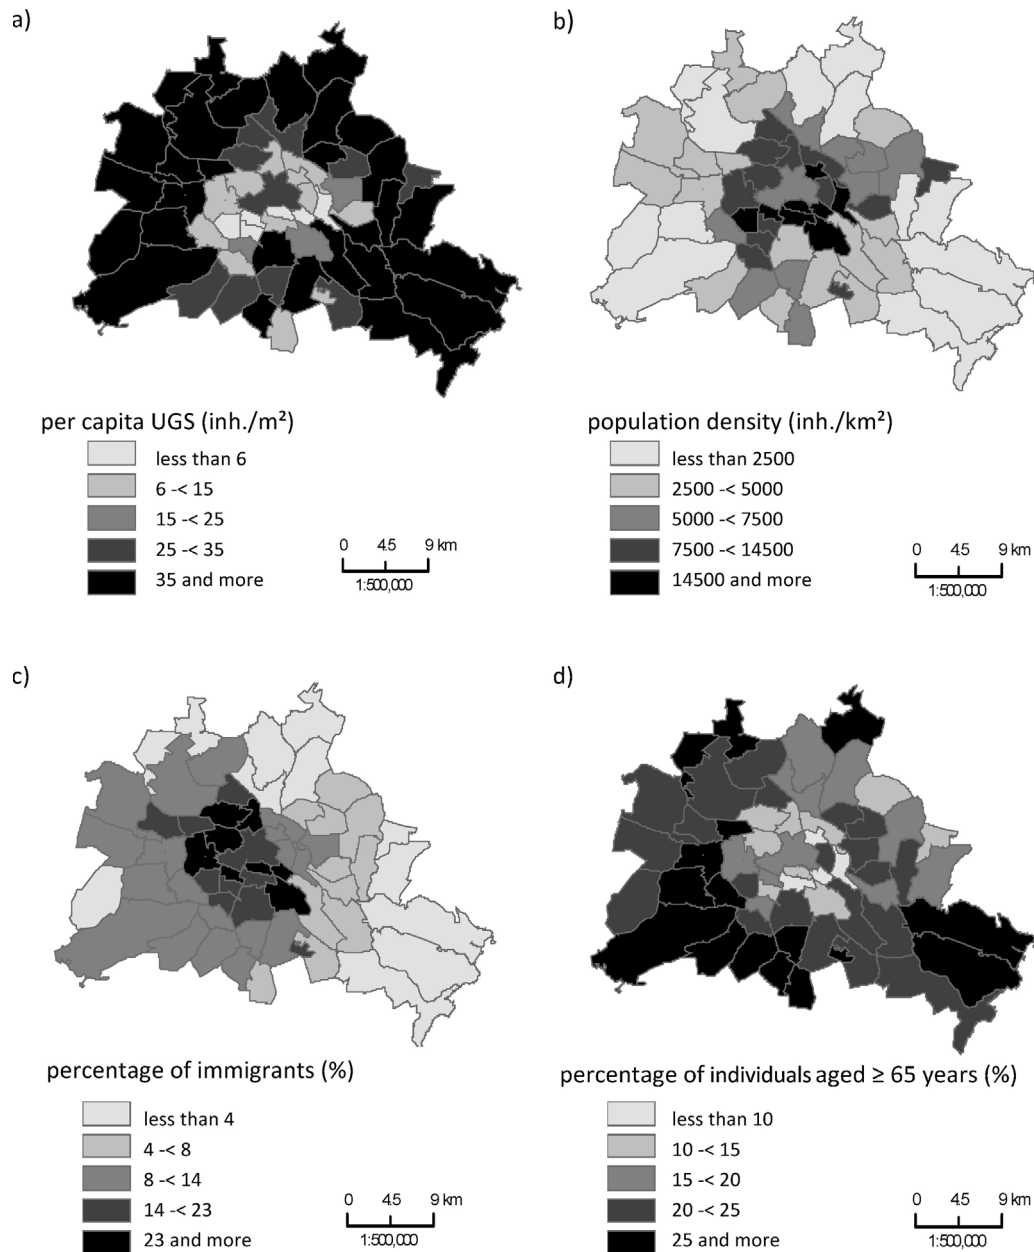 a)
per capita UGS (inh./m²)
less than 6
6 -< 15
15 -< 25
25 -< 35
35 and more
0 4.5 9 km
1:500,000
b)
population density (inh./km²)
less than 2500
2500 -< 5000
5000 -< 7500
7500 -< 14500
14500 and more
0 4.5 9 km
1:500,000
c)
percentage of immigrants (%)
less than 4
4 -< 8
8 -< 14
14 -< 23
23 and more
0 4.5 9 km
1:500,000
d)
percentage of individuals aged ≥ 65 years (%)
less than 10
10 -< 15
15 -< 20
20 -< 25
25 and more
0 4.5 9 km
1:500,000